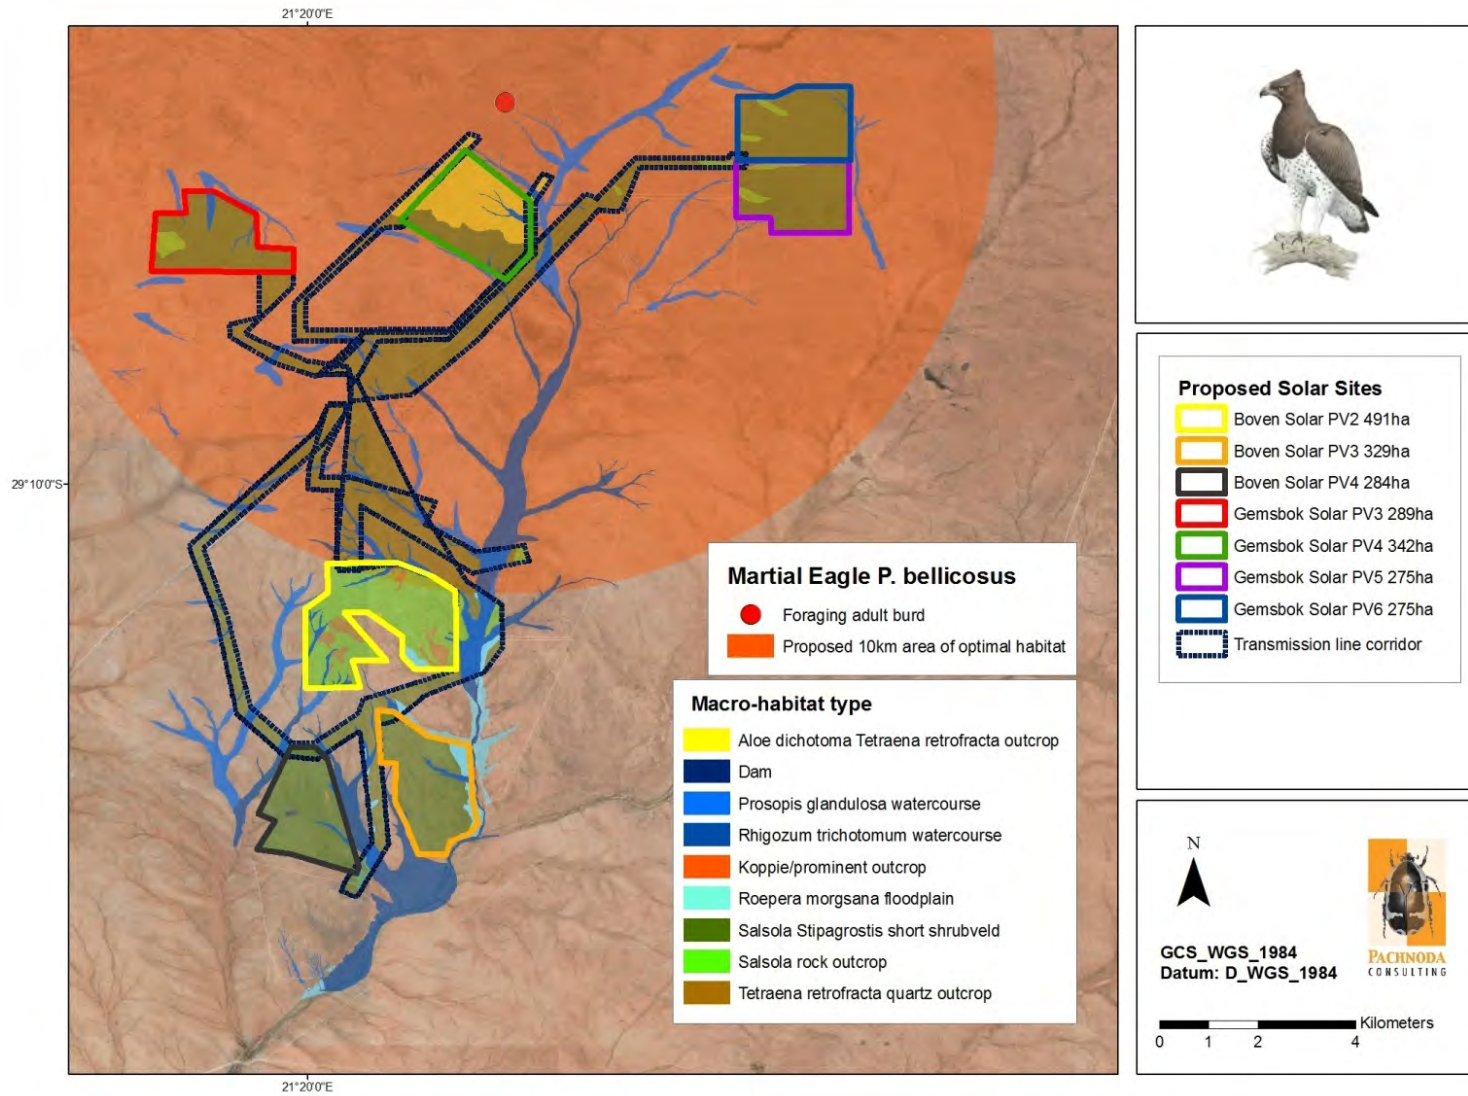 21°20'0"E
29°10'0"S
Martial Eagle P. bellicosus
Foraging adult burd
Proposed 10km area of optimal habitat
Macro-habitat type
Aloe dichotoma Tetraena retrofracta outcrop
Dam
Prosopis glandulosa watercourse
Rhigozum trichotomum watercourse
Koppie/prominent outcrop
Roepera morgsana floodplain
Salsola Stipagrostis short shrubveld
Salsola rock outcrop
Tetraena retrofracta quartz outcrop
21°20'0"E
Proposed Solar Sites
Boven Solar PV2 491ha
Boven Solar PV3 329ha
Boven Solar PV4 284ha
Gemsbok Solar PV3 289ha
Gemsbok Solar PV4 342ha
Gemsbok Solar PV5 275ha
Gemsbok Solar PV6 275ha
Transmission line corridor
N
GCS_WGS_1984
Datum: D_WGS_1984
PACHNODA
CONSULTING
Kilometers
0 1 2 4